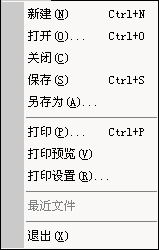 新建(N) Ctrl+N
打开(O)... Ctrl+O
关闭(C)
保存(S) Ctrl+S
另存为(A)...
打印(P)... Ctrl+P
打印预览(V)
打印设置(R)...
最近文件
退出(X)